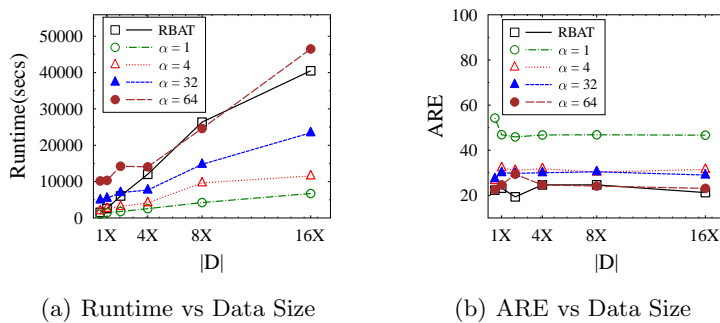 Runtime(secs)
50000
40000
30000
20000
10000
0
RBAT
α = 1
α = 4
α = 32
α = 64
1X 4X 8X 16X
|D|
(a) Runtime vs Data Size
ARE
100
80
60
40
20
RBAT
α = 1
α = 4
α = 32
α = 64
1X 4X 8X 16X
|D|
(b) ARE vs Data Size